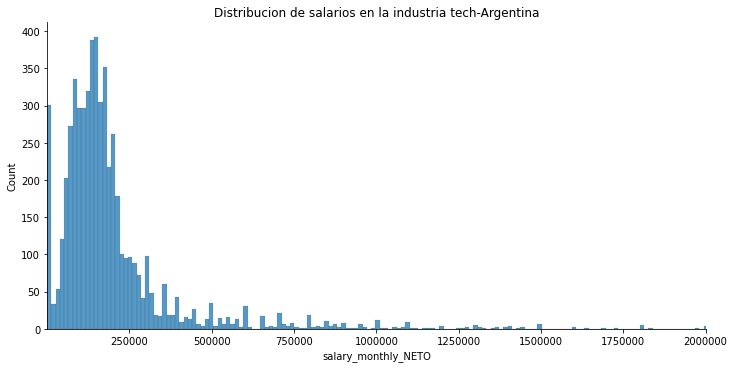 Distribucion de salarios en la industria tech-Argentina
400
350
300
250
200
150
100
50
0
Count
250000 500000 750000 1000000 1250000 1500000 1750000 2000000
salary_monthly_NETO